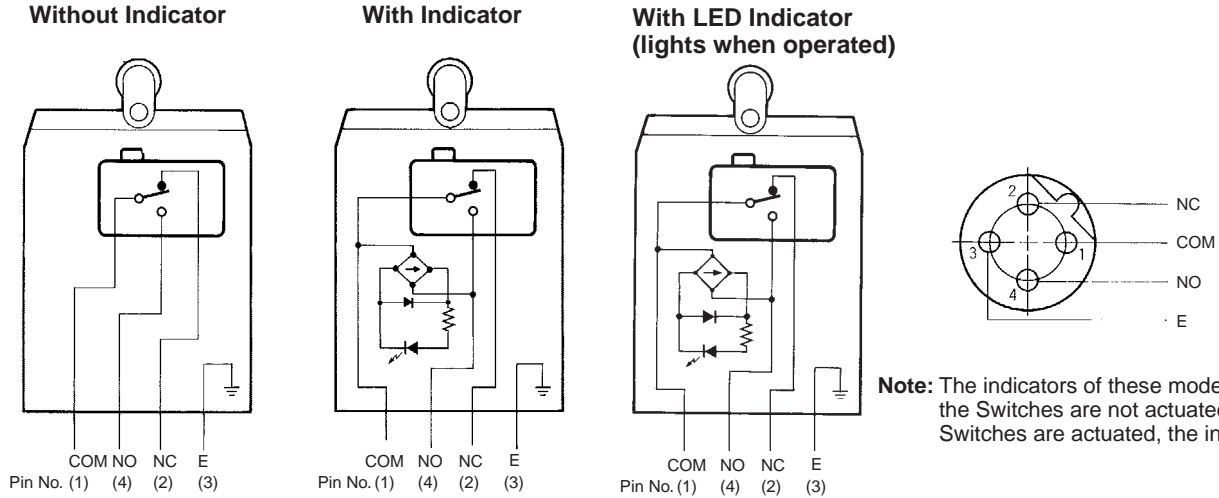 Without Indicator
With Indicator
With LED Indicator
(lights when operated)
COM NO NC E
Pin No. (1) (4) (2) (3)
COM NO NC E
Pin No. (1) (4) (2) (3)
COM NO NC E
Pin No. (1) (4) (2) (3)
2
NC
3
1
COM
4
NO
E
Note: The indicators of these mode
the Switches are not actuated
Switches are actuated, the in